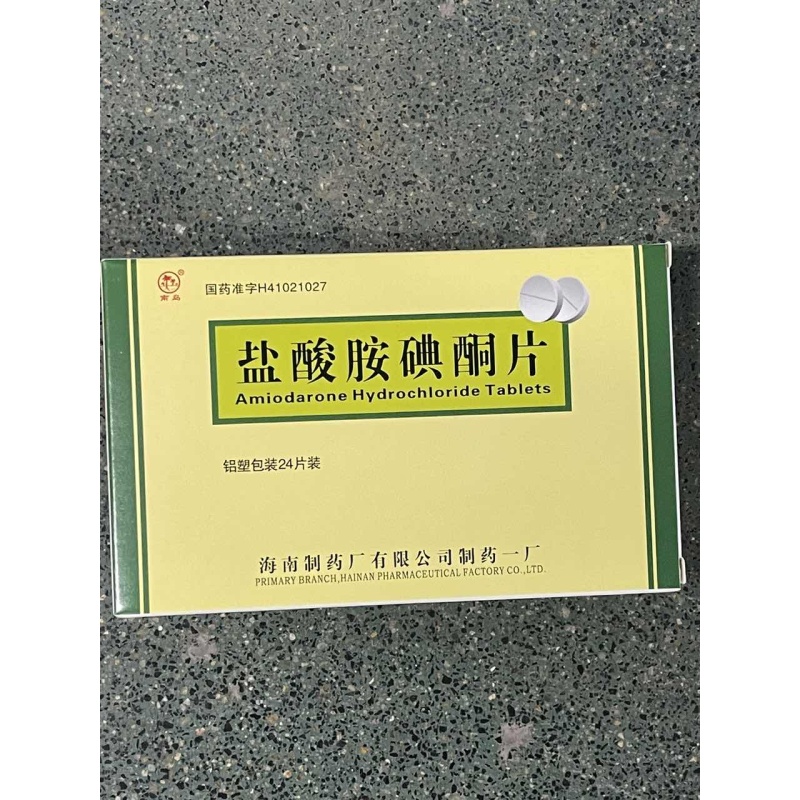 南岛®
国药准字H41021027
盐酸胺碘酮片
Amiodarone Hydrochloride Tablets
铝塑包装24片装
海南制药厂有限公司制药一厂
PRIMARY BRANCH,HAINAN PHARMACEUTICAL FACTORY CO.,LTD.